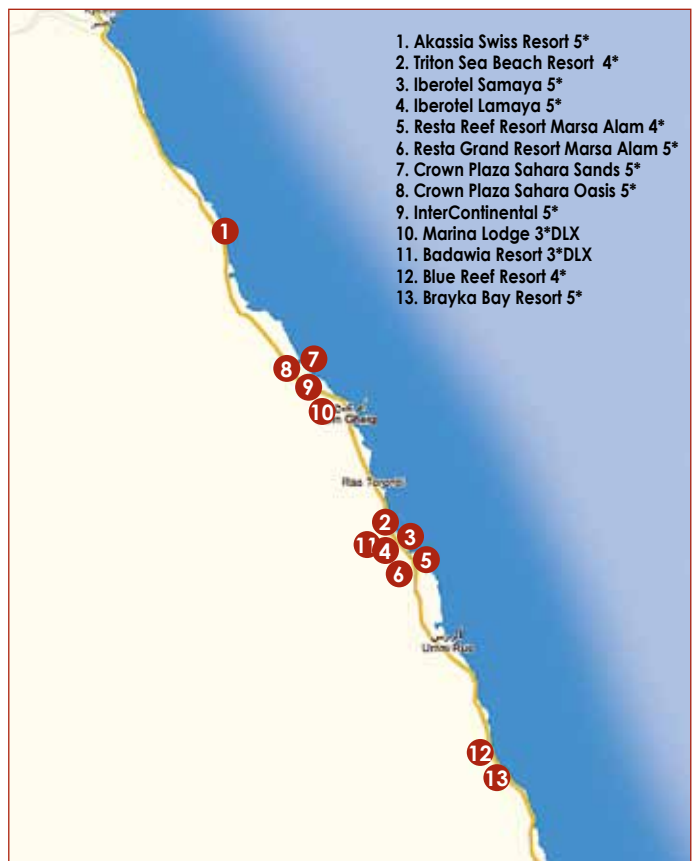 1. Akassia Swiss Resort 5*
2. Triton Sea Beach Resort 4*
3. Iberotel Samaya 5*
4. Iberotel Lamaya 5*
5. Resta Reef Resort Marsa Alam 4*
6. Resta Grand Resort Marsa Alam 5*
7. Crown Plaza Sahara Sands 5*
8. Crown Plaza Sahara Oasis 5*
9. InterContinental 5*
10. Marina Lodge 3*DLX
11. Badawia Resort 3*DLX
12. Blue Reef Resort 4*
13. Brayka Bay Resort 5*
1
7
8
9
10
Ras
2
3
11
4
5
6
Umm Rus
12
13